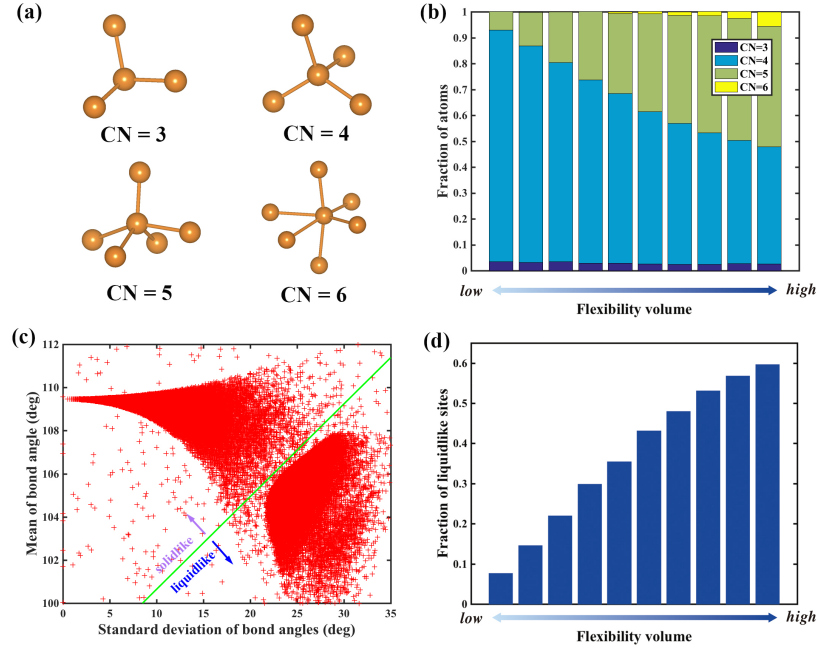 (a)
CN = 3
CN = 4
CN = 5
CN = 6
(b)
Fraction of atoms
1
0.9
0.8
0.7
0.6
0.5
0.4
0.3
0.2
0.1
0
CN=3
CN=4
CN=5
CN=6
low
high
Flexibility volume
(c)
Mean of bond angle (deg)
112
110
108
106
104
102
100
solidlike
liquidlike
0
5
10
15
20
25
30
35
Standard deviation of bond angles (deg)
(d)
Fraction of liquidlike sites
0.6
0.5
0.4
0.3
0.2
0.1
0
low
high
Flexibility volume